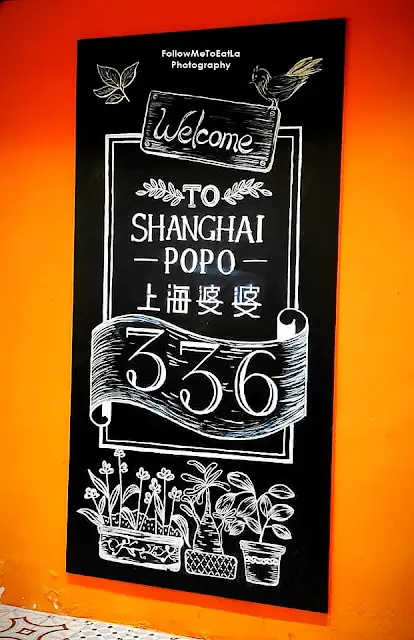 FollowMeToEatLa
Photography
Welcome
TO
SHANGHAI
— POPO —
上海婆婆
336